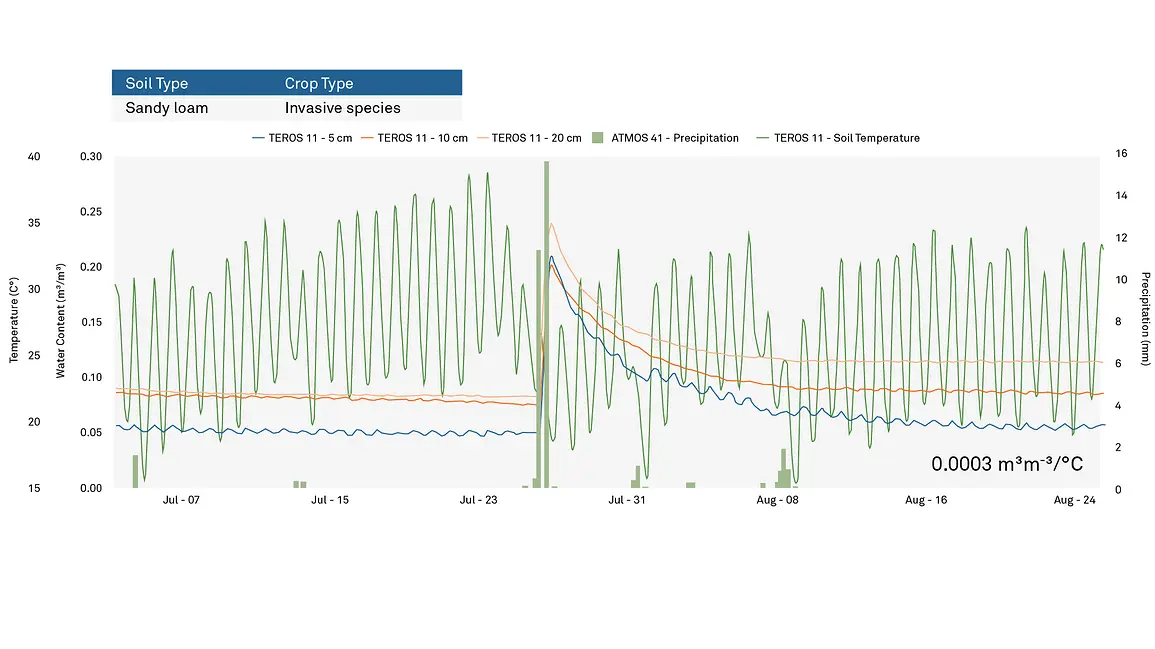 Soil Type Crop Type
Sandy loam Invasive species
TEROS 11 - 5 cm TEROS 11 - 10 cm TEROS 11 - 20 cm ATMOS 41 - Precipitation TEROS 11 - Soil Temperature
40 0.30 16
14
35 0.25 12
30 0.20 10
0.15 8
25 0.10 6
20 0.05 4
2
15 0.00 0
Temperature (C°)
Water Content (m³/m³)
Precipitation (mm)
0.0003 m³m⁻³/°C
Jul - 07 Jul - 15 Jul - 23 Jul - 31 Aug - 08 Aug - 16 Aug - 24